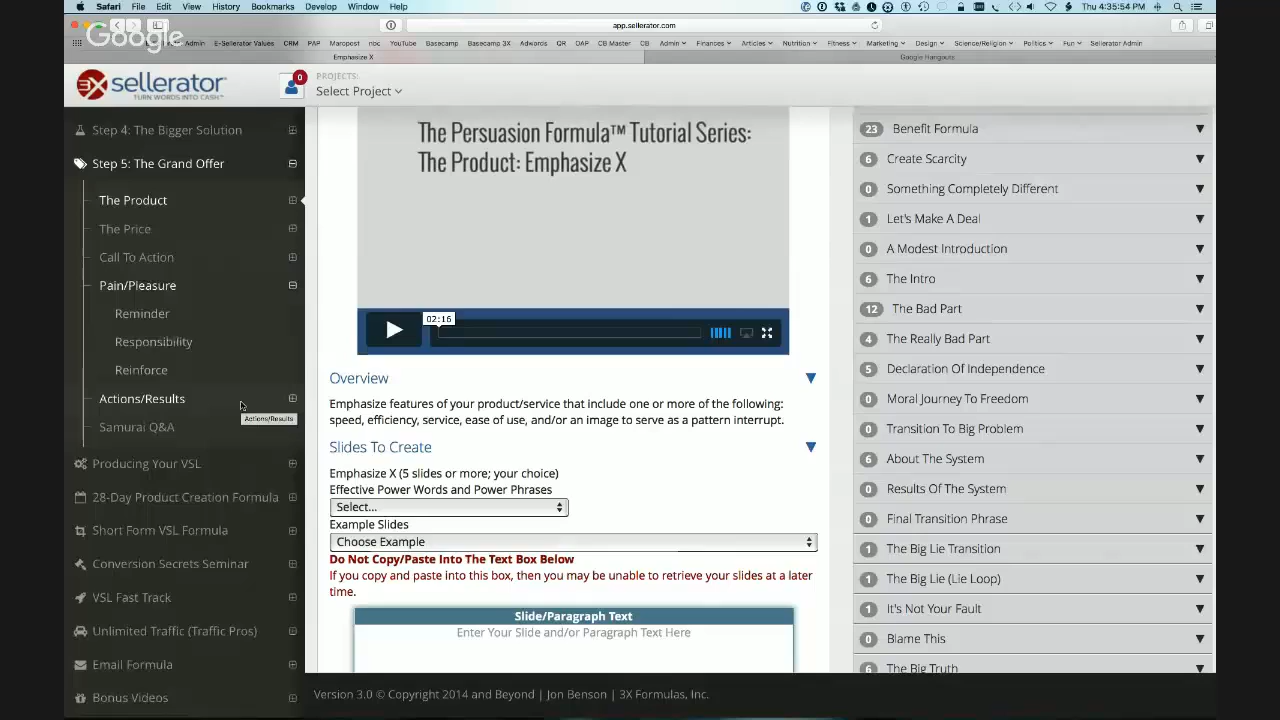 Safari File Edit View History Bookmarks Develop Window Help
Thu 4:35:54 PM
app.sellerator.com
Google
Admin E-Sellerator Values CRM PAP Maropost noc YouTube Basecamp Basecamp 3X Adwords QR DAP CB Master CB Admin Finances Articles Nutrition Fitness Marketing Design Science/Religion Politics Fun Sellerator Admin
Emphasize X
Google Hangouts
3X sellerator
TURN WORDS INTO CASH
0
PROJECTS:
Select Project
Step 4: The Bigger Solution
Step 5: The Grand Offer
The Product
The Price
Call To Action
Pain/Pleasure
Reminder
Responsibility
Reinforce
Actions/Results
Actions/Results
Samurai Q&A
Producing Your VSL
28-Day Product Creation Formula
Short Form VSL Formula
Conversion Secrets Seminar
VSL Fast Track
Unlimited Traffic (Traffic Pros)
Email Formula
Bonus Videos
The Persuasion Formula™ Tutorial Series:
The Product: Emphasize X
02:16
Overview
Emphasize features of your product/service that include one or more of the following:
speed, efficiency, service, ease of use, and/or an image to serve as a pattern interrupt.
Slides To Create
Emphasize X (5 slides or more; your choice)
Effective Power Words and Power Phrases
Select...
Example Slides
Choose Example
Do Not Copy/Paste Into The Text Box Below
If you copy and paste into this box, then you may be unable to retrieve your slides at a later
time.
Slide/Paragraph Text
Enter Your Slide and/or Paragraph Text Here
23 Benefit Formula
6 Create Scarcity
0 Something Completely Different
1 Let's Make A Deal
0 A Modest Introduction
6 The Intro
12 The Bad Part
4 The Really Bad Part
5 Declaration Of Independence
0 Moral Journey To Freedom
0 Transition To Big Problem
6 About The System
0 Results Of The System
0 Final Transition Phrase
1 The Big Lie Transition
1 The Big Lie (Lie Loop)
1 It's Not Your Fault
0 Blame This
6 The Big Truth
Version 3.0 © Copyright 2014 and Beyond | Jon Benson | 3X Formulas, Inc.